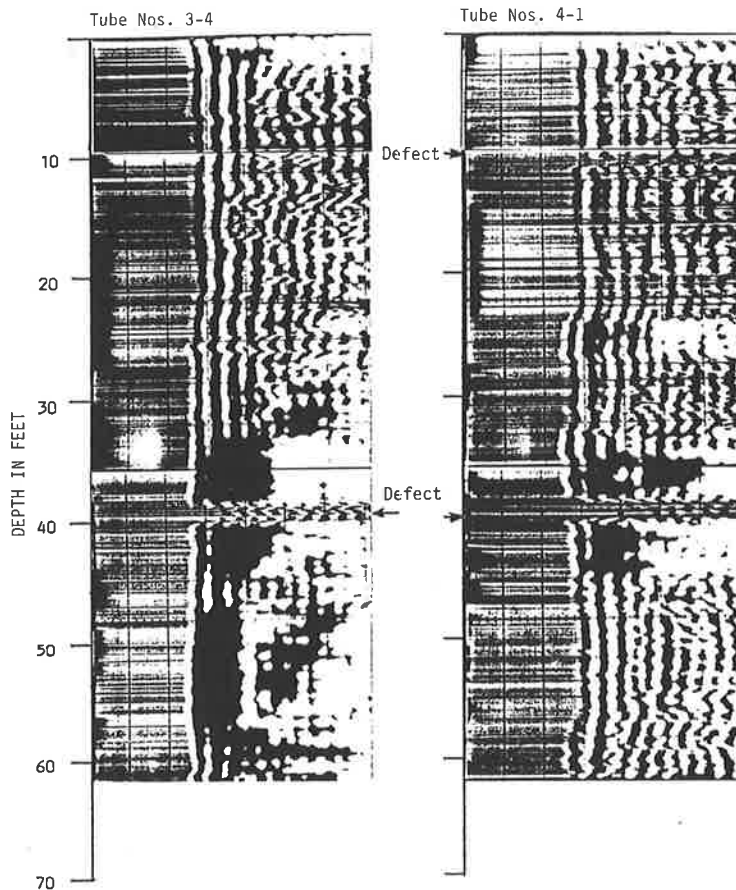 Tube Nos. 3-4
Tube Nos. 4-1
Defect
10
20
30
Defect
40
50
60
70
DEPTH IN FEET